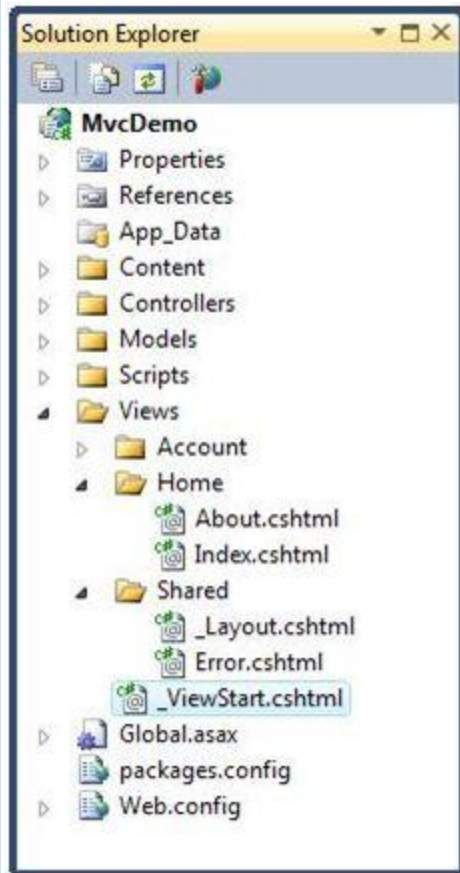 Solution Explorer
MvcDemo
Properties
References
App_Data
Content
Controllers
Models
Scripts
Views
Account
Home
About.cshtml
Index.cshtml
Shared
_Layout.cshtml
Error.cshtml
_ViewStart.cshtml
Global.asax
packages.config
Web.config